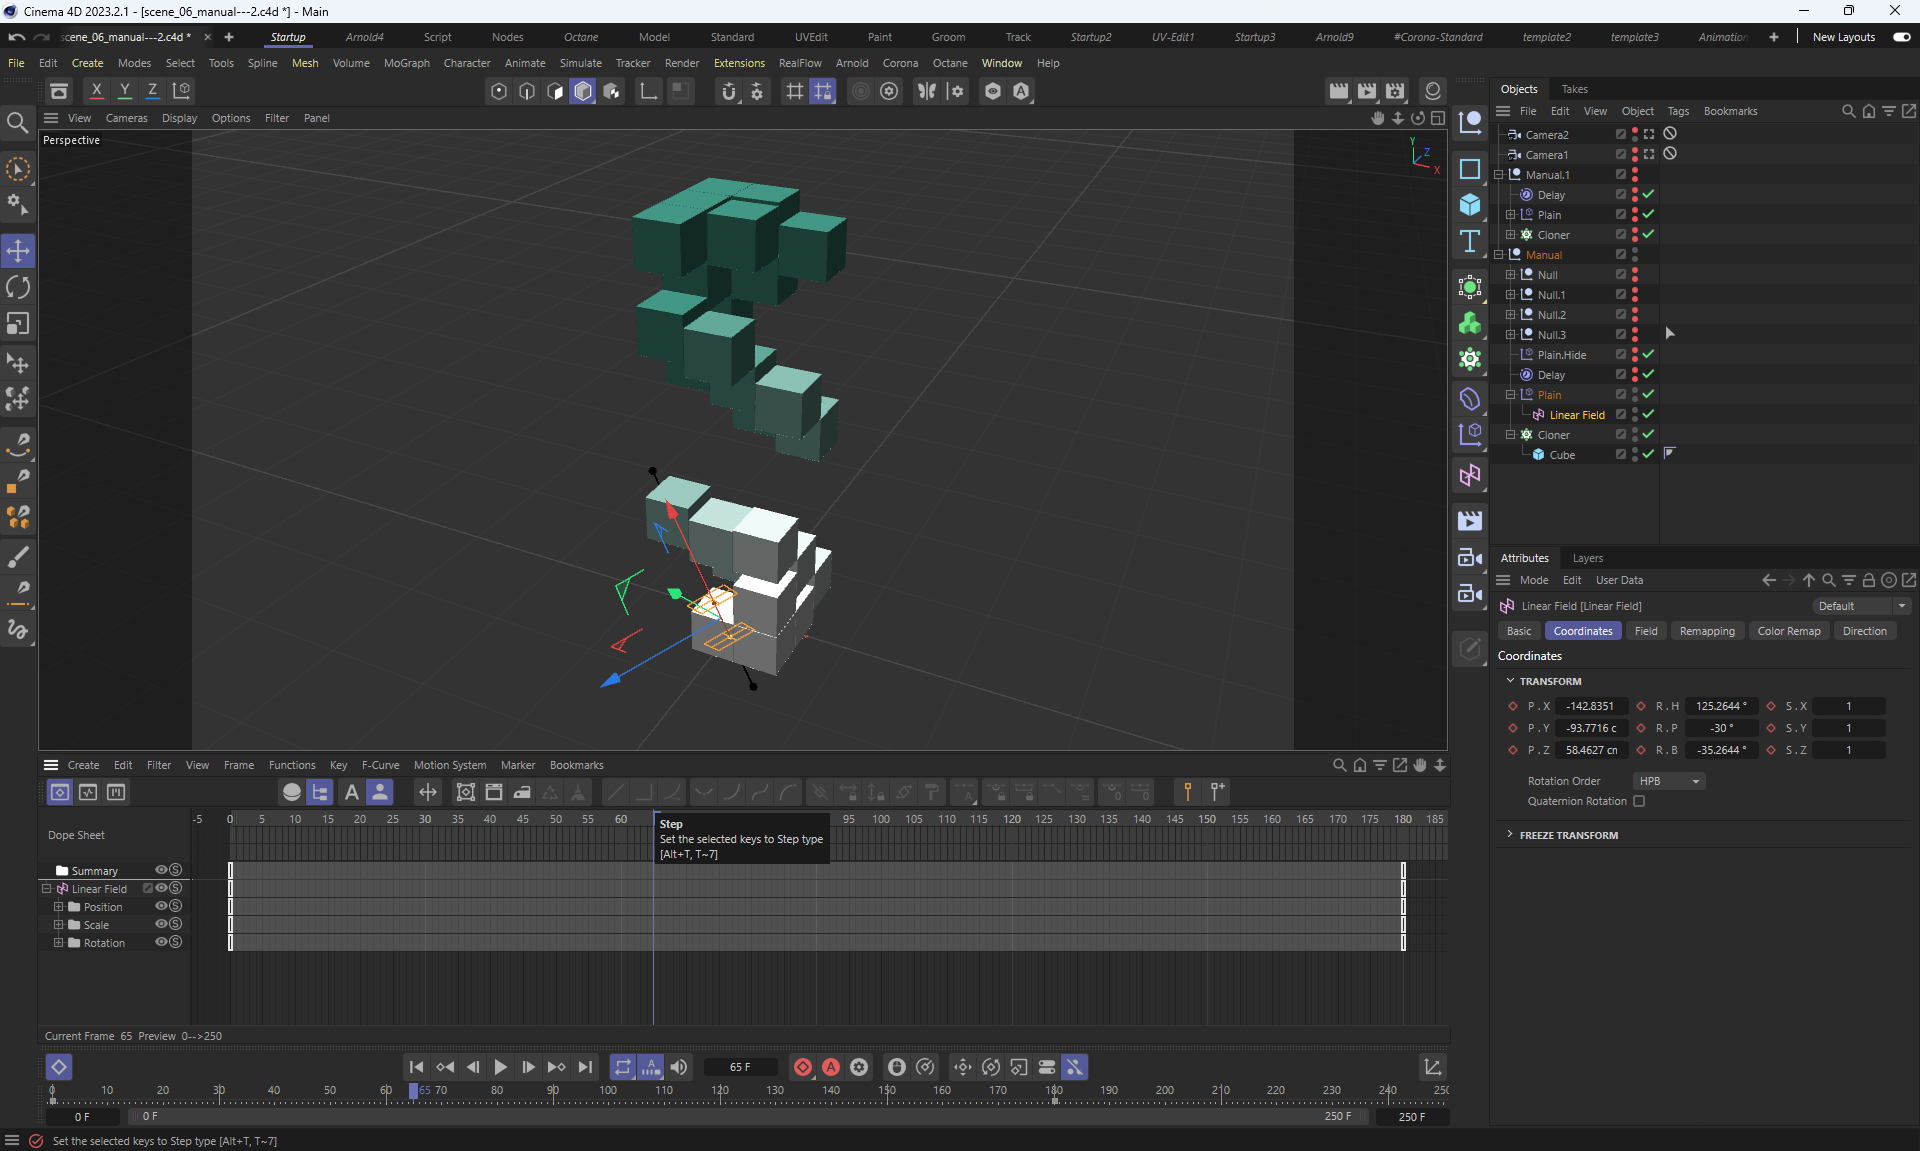 Cinema 4D 2023.2.1 - [scene_06_manual---2.c4d *] - Main
scene_06_manual---2.c4d *
Startup Arnold4 Script Nodes Octane Model Standard UVEdit Paint Groom Track Startup2 UV-Edit1 Startup3 Arnold9 #Corona-Standard template2 template3 Animation New Layouts
File Edit Create Modes Select Tools Spline Mesh Volume MoGraph Character Animate Simulate Tracker Render Extensions RealFlow Arnold Corona Octane Window Help
X Y Z
Objects Takes
View Cameras Display Options Filter Panel
File Edit View Object Tags Bookmarks
Perspective
Y
Z
X
Camera2
Camera1
Manual.1
Delay
Plain
Cloner
Manual
Null
Null.1
Null.2
Null.3
Plain.Hide
Delay
Plain
Linear Field
Cloner
Cube
Attributes Layers
Mode Edit User Data
Linear Field [Linear Field]
Default
Basic Coordinates Field Remapping Color Remap Direction
Coordinates
TRANSFORM
P . X -142.8351 R . H 125.2644 ° S . X 1
P . Y -93.7716 c R . P -30 ° S . Y 1
P . Z 58.4627 cn R . B -35.2644 ° S . Z 1
Rotation Order HPB
Quaternion Rotation
FREEZE TRANSFORM
Create Edit Filter View Frame Functions Key F-Curve Motion System Marker Bookmarks
-5 0 5 10 15 20 25 30 35 40 45 50 55 60 95 100 105 110 115 120 125 130 135 140 145 150 155 160 165 170 175 180 185
Step
Set the selected keys to Step type
[Alt+T, T~7]
Dope Sheet
Summary
Linear Field
Position
Scale
Rotation
Current Frame 65 Preview 0-->250
65 F
0 10 20 30 40 50 60 65 70 80 90 100 110 120 130 140 150 160 170 180 190 200 210 220 230 240 250
0 F 0 F 250 F 250 F
Set the selected keys to Step type [Alt+T, T~7]